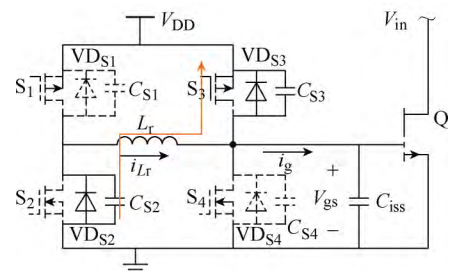 V_DD
V_in
VD_S1
VD_S3
S_1
C_S1
S_3
C_S3
Q
L_r
i_Lr
i_g
+
S_2
C_S2
S_4
V_gs
C_iss
VD_S2
VD_S4
C_S4
−